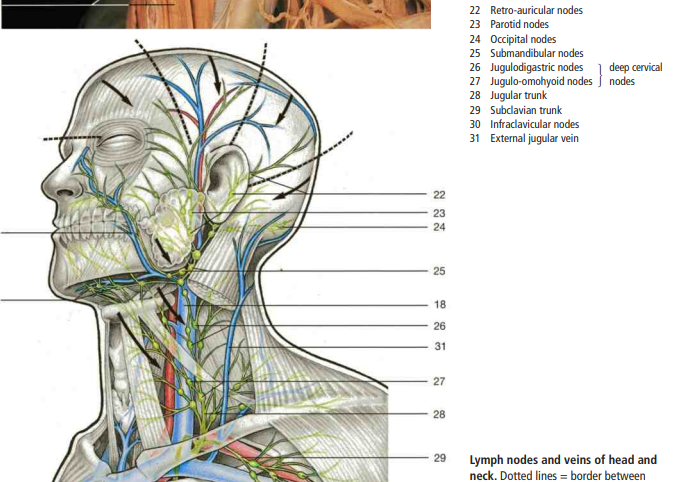 22 Retro-auricular nodes
23 Parotid nodes
24 Occipital nodes
25 Submandibular nodes
26 Jugulodigastric nodes } deep cervical
27 Jugulo-omohyoid nodes } nodes
28 Jugular trunk
29 Subclavian trunk
30 Infraclavicular nodes
31 External jugular vein
22
23
24
25
18
26
31
27
28
29
Lymph nodes and veins of head and
neck. Dotted lines = border between